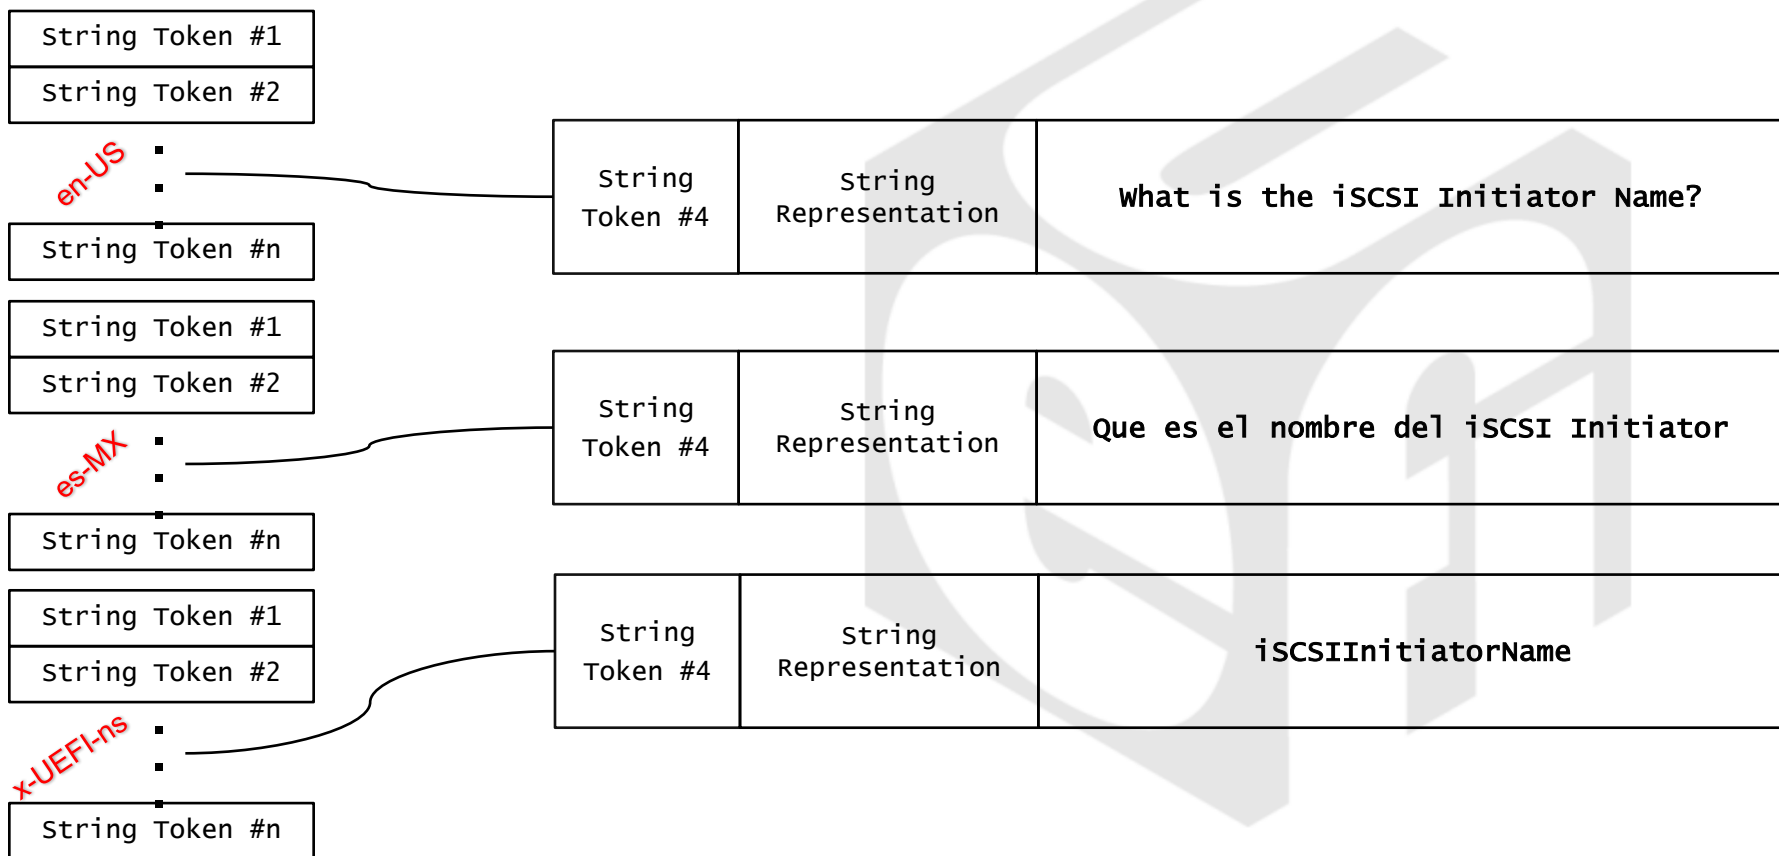 String Token #1
String Token #2
en-US
String Token #n
String
Token #4
String
Representation
What is the iSCSI Initiator Name?
String Token #1
String Token #2
es-MX
String Token #n
String
Token #4
String
Representation
Que es el nombre del iSCSI Initiator
String Token #1
String Token #2
x-UEFI-ns
String Token #n
String
Token #4
String
Representation
iSCSIInitiatorName